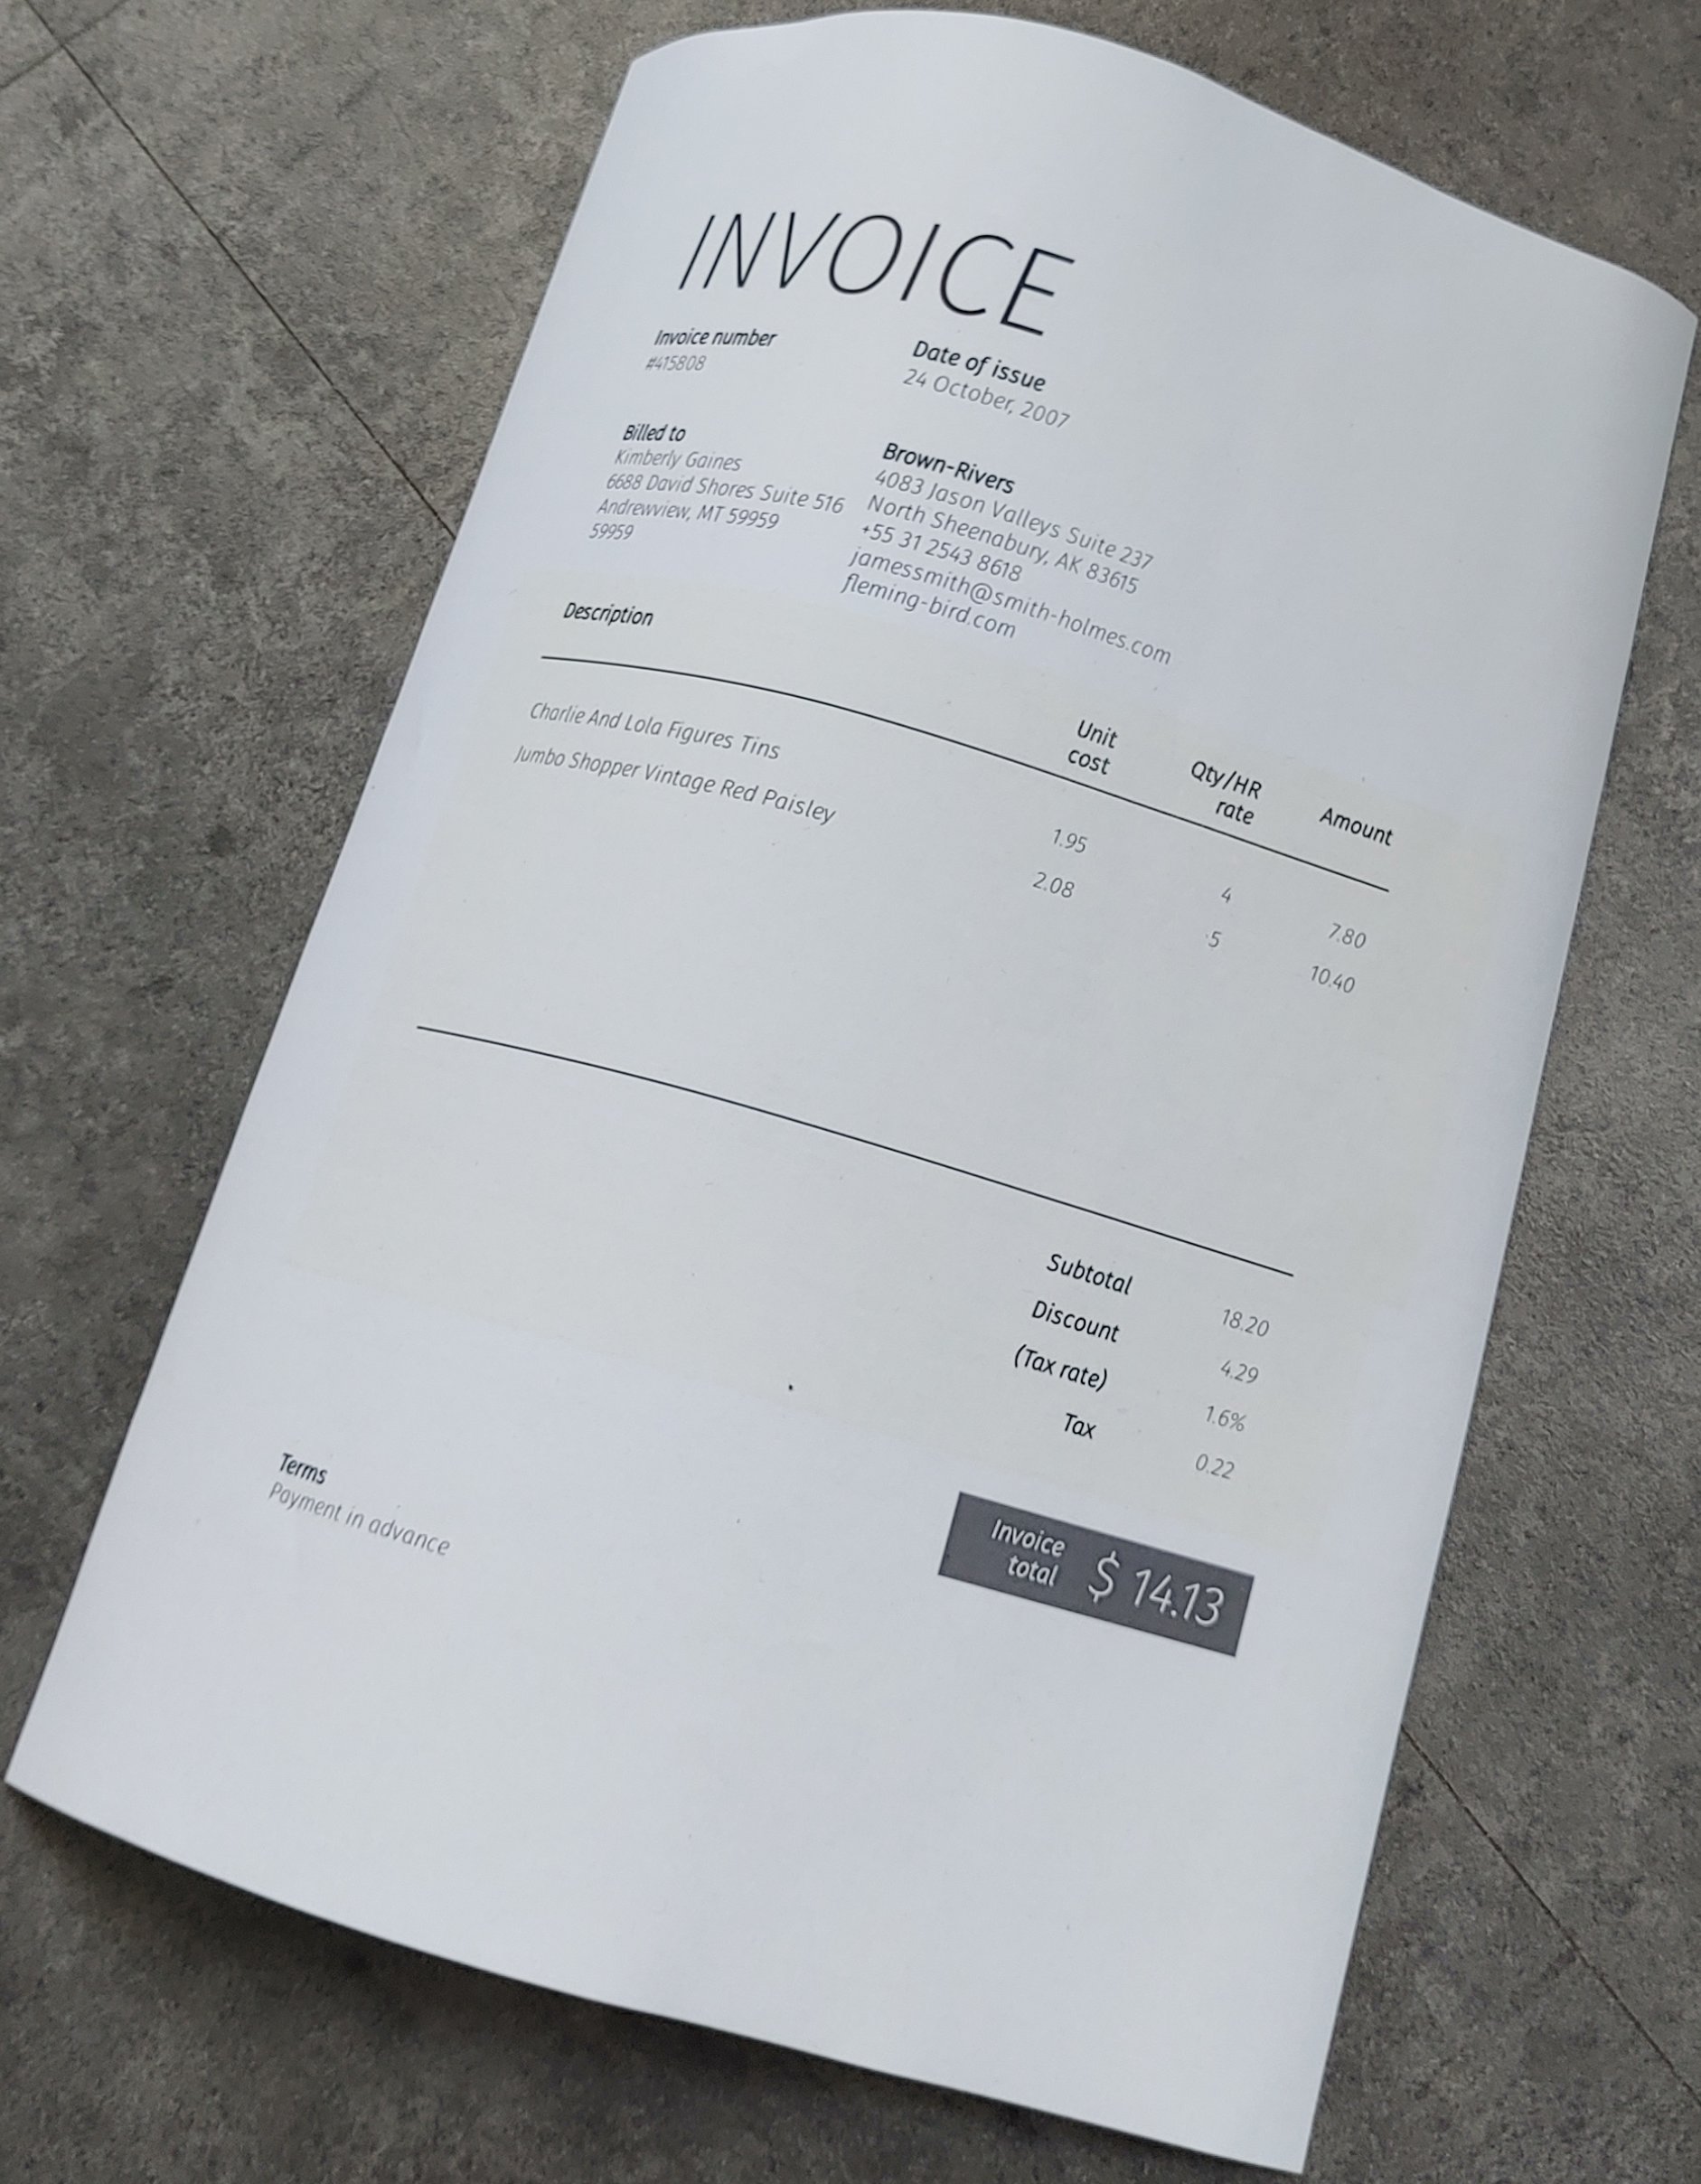 INVOICE
Invoice number
#415808
Date of issue
24 October, 2007
Billed to
Kimberly Gaines
6688 David Shores Suite 516
Andrewview, MT 59959
59959
Brown-Rivers
4083 Jason Valleys Suite 237
North Sheenabury, AK 83615
+55 31 2543 8618
jamessmith@smith-holmes.com
fleming-bird.com
Description Unit cost Qty/HR rate Amount
Charlie And Lola Figures Tins 1.95 4 7.80
Jumbo Shopper Vintage Red Paisley 2.08 5 10.40
Subtotal 18.20
Discount 4.29
(Tax rate) 1.6%
Tax 0.22
Terms
Payment in advance
Invoice total $ 14.13